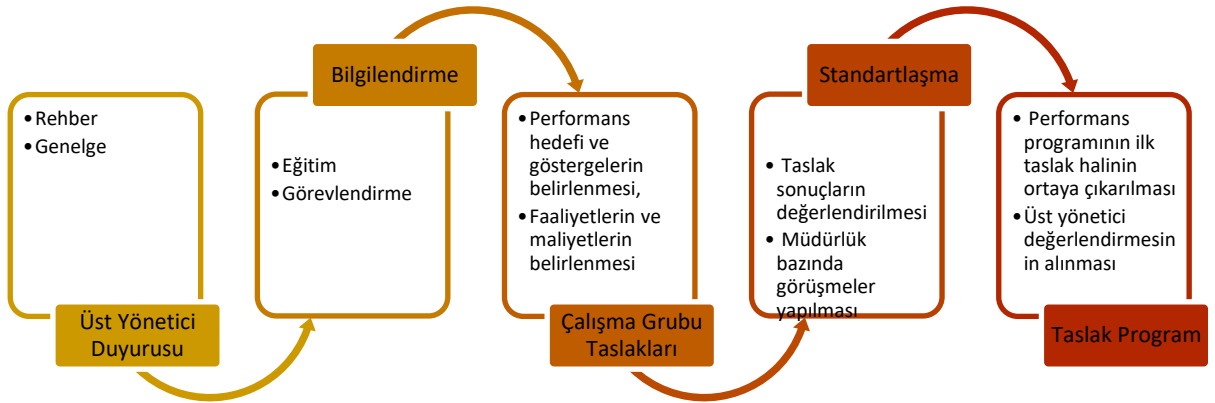 • Rehber
• Genelge
Üst Yönetici
Duyurusu
Bilgilendirme
• Eğitim
• Görevlendirme
• Performans
hedefi ve
göstergelerin
belirlenmesi,
• Faaliyetlerin ve
maliyetlerin
belirlenmesi
Çalışma Grubu
Taslakları
Standartlaşma
• Taslak
sonuçların
değerlendirilmesi
• Müdürlük
bazında
görüşmeler
yapılması
• Performans
programının ilk
taslak halinin
ortaya çıkarılması
• Üst yönetici
değerlendirmesin
in alınması
Taslak Program